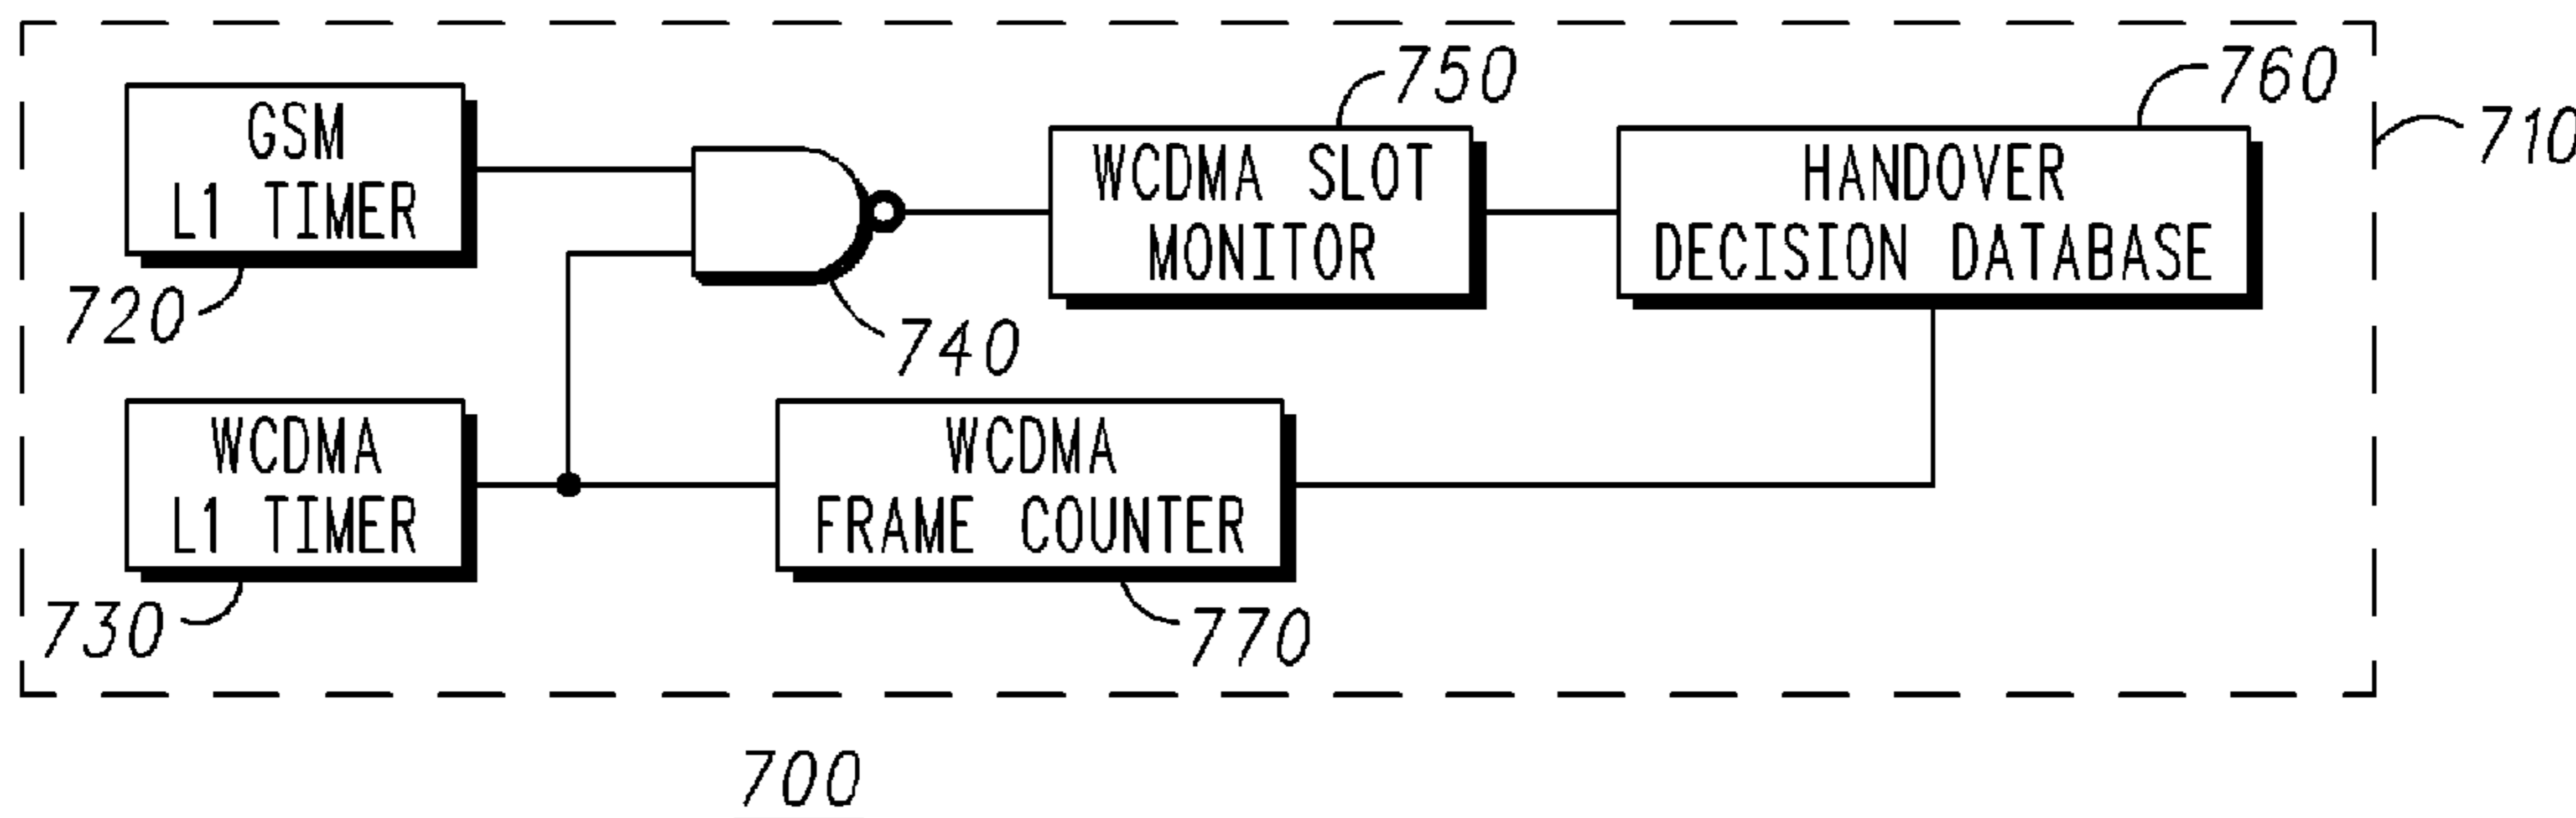 750
760
710
GSM
L1 TIMER
WCDMA SLOT
MONITOR
HANDOVER
DECISION DATABASE
720
740
WCDMA
L1 TIMER
WCDMA
FRAME COUNTER
730
770
700